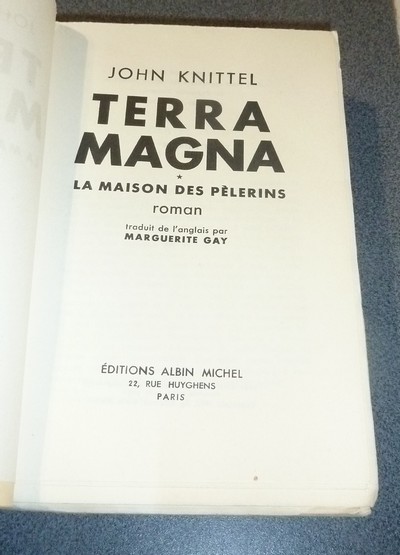 JOHN KNITTEL
TERRA
MAGNA
*
LA MAISON DES PÈLERINS
roman
traduit de l'anglais par
MARGUERITE GAY
ÉDITIONS ALBIN MICHEL
22, RUE HUYGHENS
PARIS